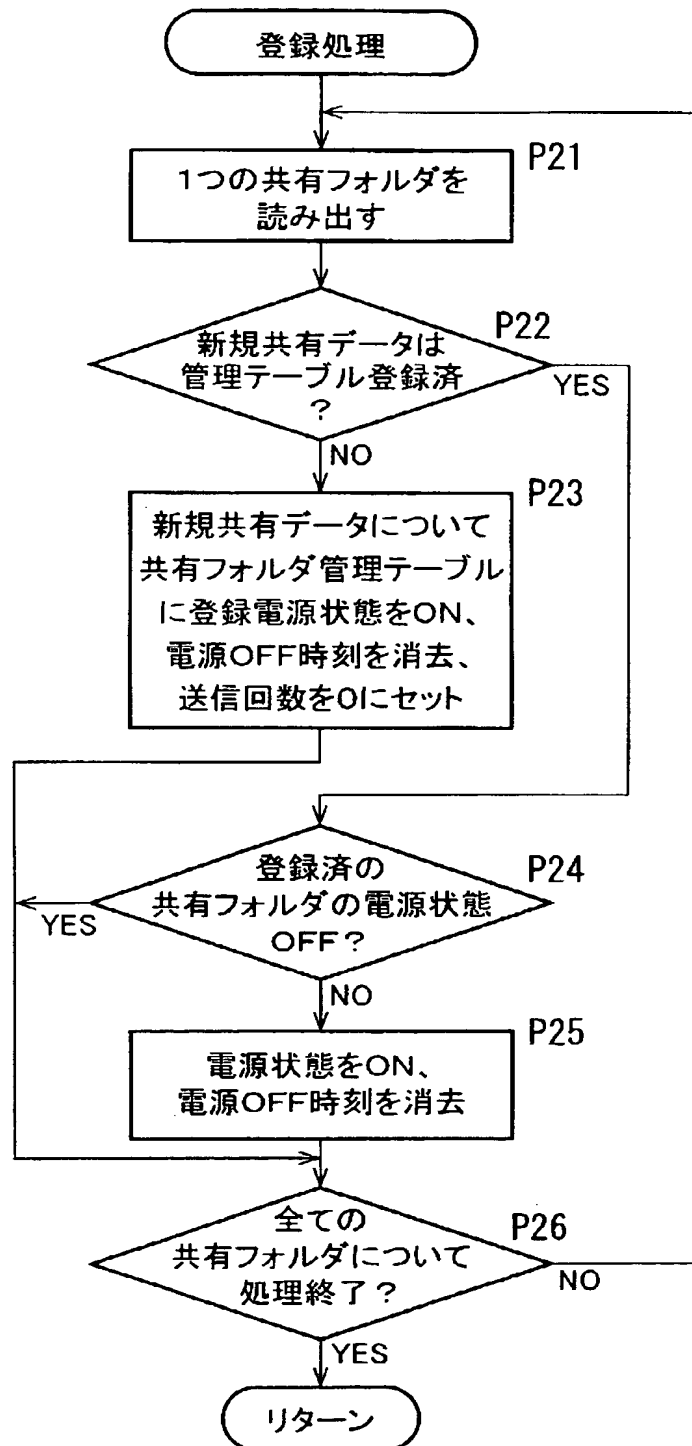 登録処理
P21
1つの共有フォルダを
読み出す
P22
新規共有データは
管理テーブル登録済
?
YES
NO
P23
新規共有データについて
共有フォルダ管理テーブル
に登録電源状態をON、
電源OFF時刻を消去、
送信回数を0にセット
P24
登録済の
共有フォルダの電源状態
OFF?
YES
NO
P25
電源状態をON、
電源OFF時刻を消去
P26
全ての
共有フォルダについて
処理終了?
NO
YES
リターン